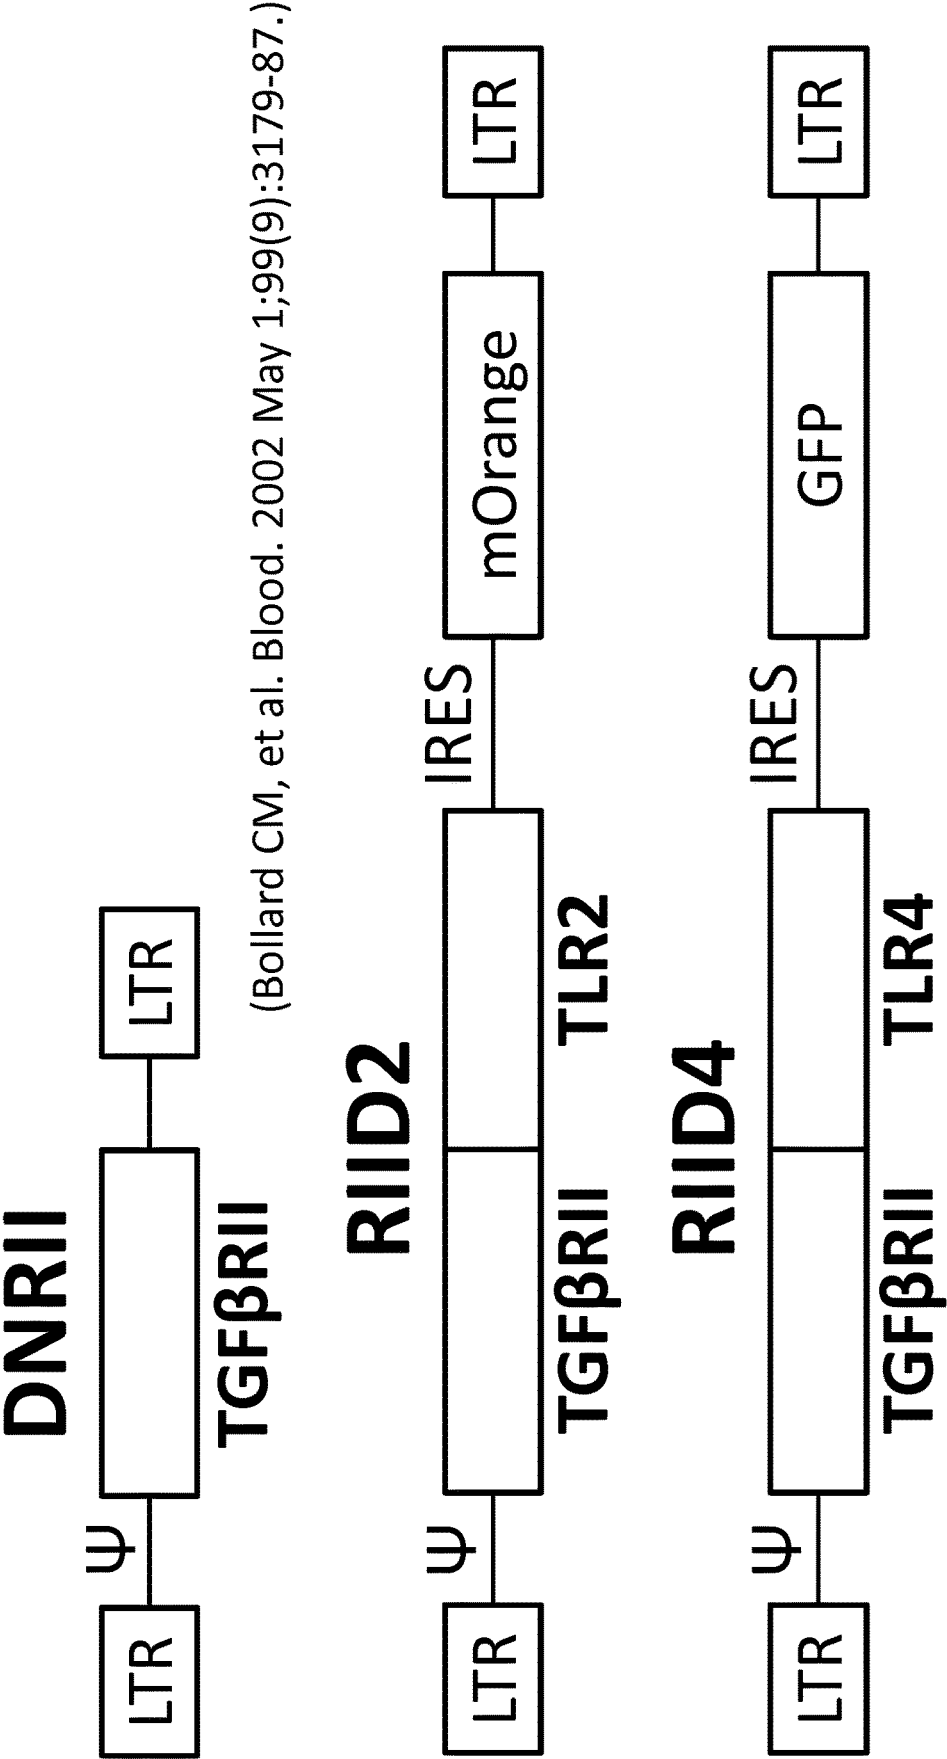 DNRII
LTR Ψ LTR
TGFβRII
(Bollard CM, et al. Blood. 2002 May 1;99(9):3179-87.)
RIID2
LTR Ψ IRES mOrange LTR
TGFβRII TLR2
RIID4
LTR Ψ IRES GFP LTR
TGFβRII TLR4